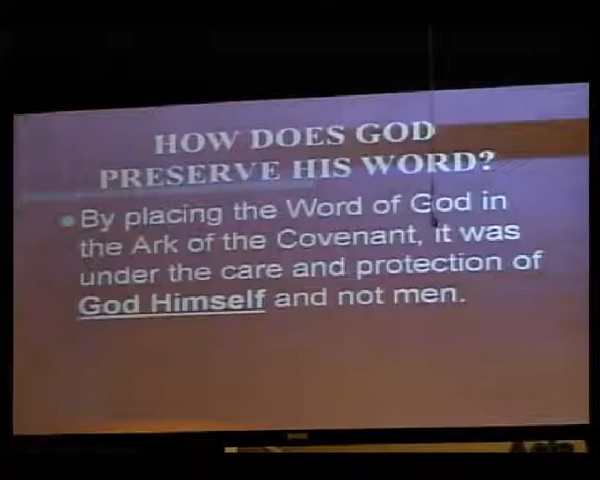 HOW DOES GOD
PRESERVE HIS WORD?
By placing the Word of God in
the Ark of the Covenant, it was
under the care and protection of
God Himself and not men.